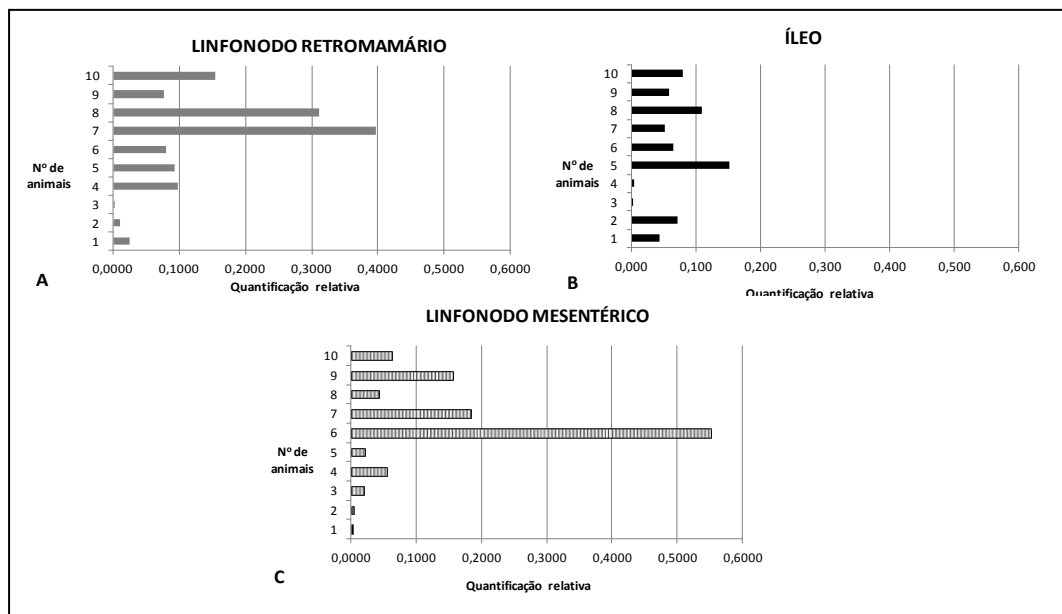 LINFONODO RETROMAMÁRIO
10
9
8
7
6
5
4
3
2
1
Nº de
animais
0,0000 0,1000 0,2000 0,3000 0,4000 0,5000 0,6000
Quantificação relativa
A
ÍLEO
10
9
8
7
6
5
4
3
2
1
Nº de
animais
0,000 0,100 0,200 0,300 0,400 0,500 0,600
Quantificação relativa
B
LINFONODO MESENTÉRICO
10
9
8
7
6
5
4
3
2
1
Nº de
animais
0,0000 0,1000 0,2000 0,3000 0,4000 0,5000 0,6000
Quantificação relativa
C